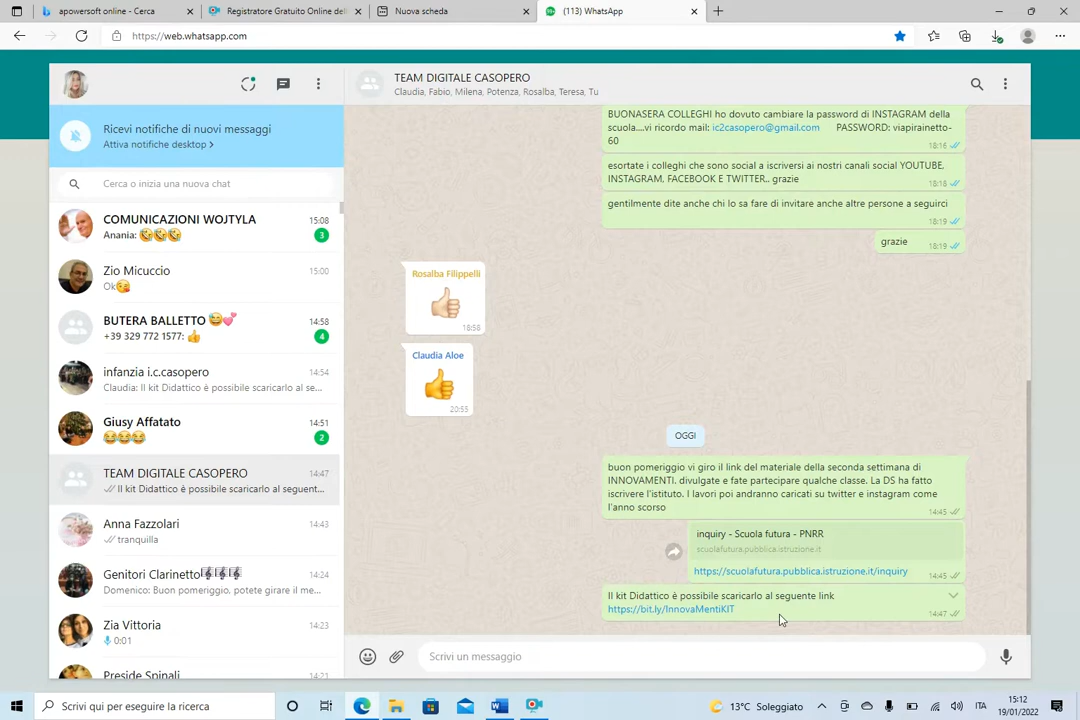 apowersoft online - Cerca
Registratore Gratuito Online de
Nuova scheda
(113) WhatsApp
https://web.whatsapp.com
Ricevi notifiche di nuovi messaggi
Attiva notifiche desktop >
Cerca o inizia una nuova chat
COMUNICAZIONI WOJTYLA 15:08
Anania: 🤣🤣🤣 3
Zio Micuccio 15:00
Ok😘
BUTERA BALLETTO 😅💕 14:58
+39 329 772 1577: 👍 4
infanzia i.c.casopero 14:54
Claudia: Il kit Didattico è possibile scaricarlo al se...
Giusy Affatato 14:51
😂😂😂 2
TEAM DIGITALE CASOPERO 14:47
Il kit Didattico è possibile scaricarlo al seguent...
Anna Fazzolari 14:43
tranquilla
Genitori Clarinetto🎼🎼🎼 14:24
Domenico: Buon pomeriggio, potete girare il me...
Zia Vittoria 14:23
0:01
Preside Spinali 14:21
TEAM DIGITALE CASOPERO
Claudia, Fabio, Milena, Potenza, Rosalba, Teresa, Tu
BUONASERA COLLEGHI ho dovuto cambiare la password di INSTAGRAM della
scuola....vi ricordo mail: ic2casopero@gmail.com PASSWORD: viapirainetto-
60
18:16
esortate i colleghi che sono social a iscriversi ai nostri canali social YOUTUBE,
INSTAGRAM, FACEBOOK E TWITTER.. grazie
18:18
gentilmente dite anche chi lo sa fare di invitare anche altre persone a seguirci
18:19
grazie 18:19
Rosalba Filippelli
👍🏻
18:58
Claudia Aloe
👍
20:55
OGGI
buon pomeriggio vi giro il link del materiale della seconda settimana di
INNOVAMENTI. divulgate e fate partecipare qualche classe. La DS ha fatto
iscrivere l'istituto. I lavori poi andranno caricati su twitter e instagram come
l'anno scorso
14:45
inquiry - Scuola futura - PNRR
scuolafutura.pubblica.istruzione.it
https://scuolafutura.pubblica.istruzione.it/inquiry 14:45
Il kit Didattico è possibile scaricarlo al seguente link
https://bit.ly/InnovaMentiKIT 14:47
Scrivi un messaggio
Scrivi qui per eseguire la ricerca
13°C Soleggiato
ITA
15:12
19/01/2022